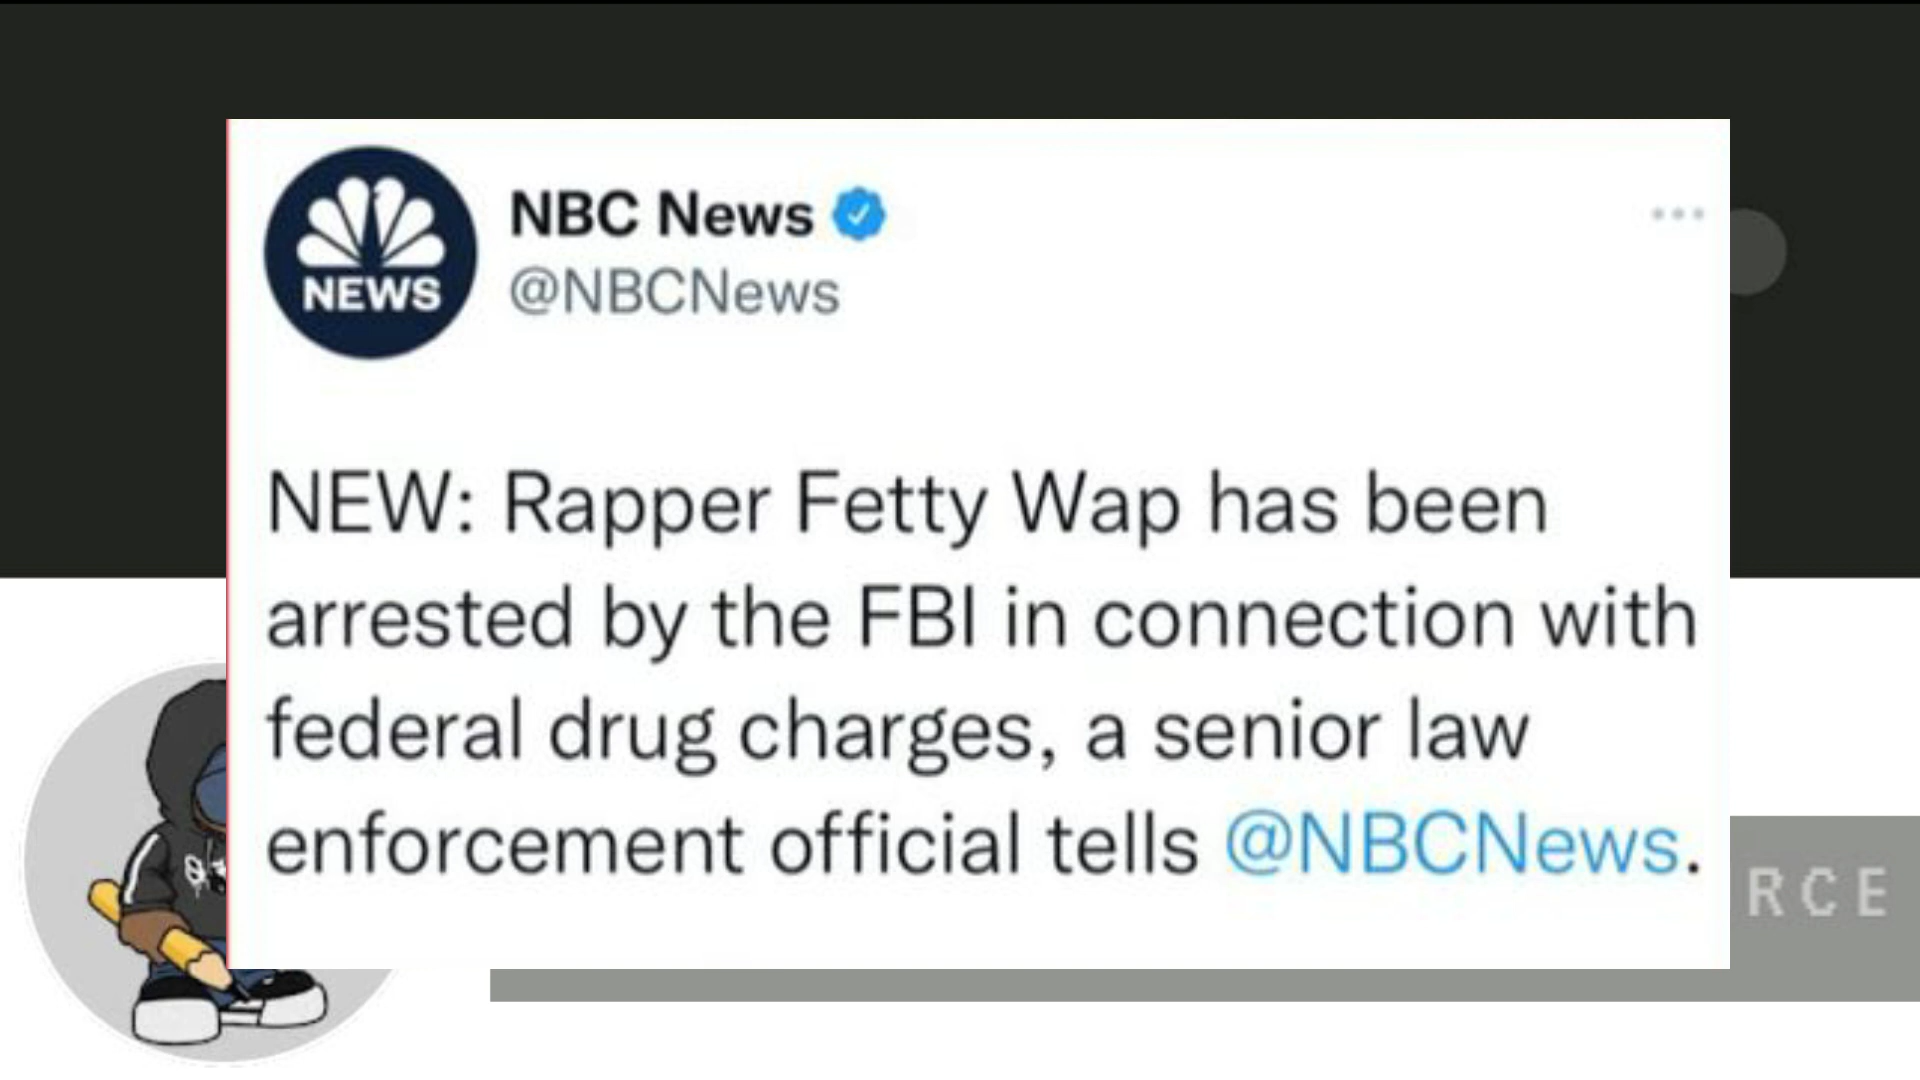 NBC News
@NBCNews
NEWS
NEW: Rapper Fetty Wap has been
arrested by the FBI in connection with
federal drug charges, a senior law
enforcement official tells @NBCNews.
RCE